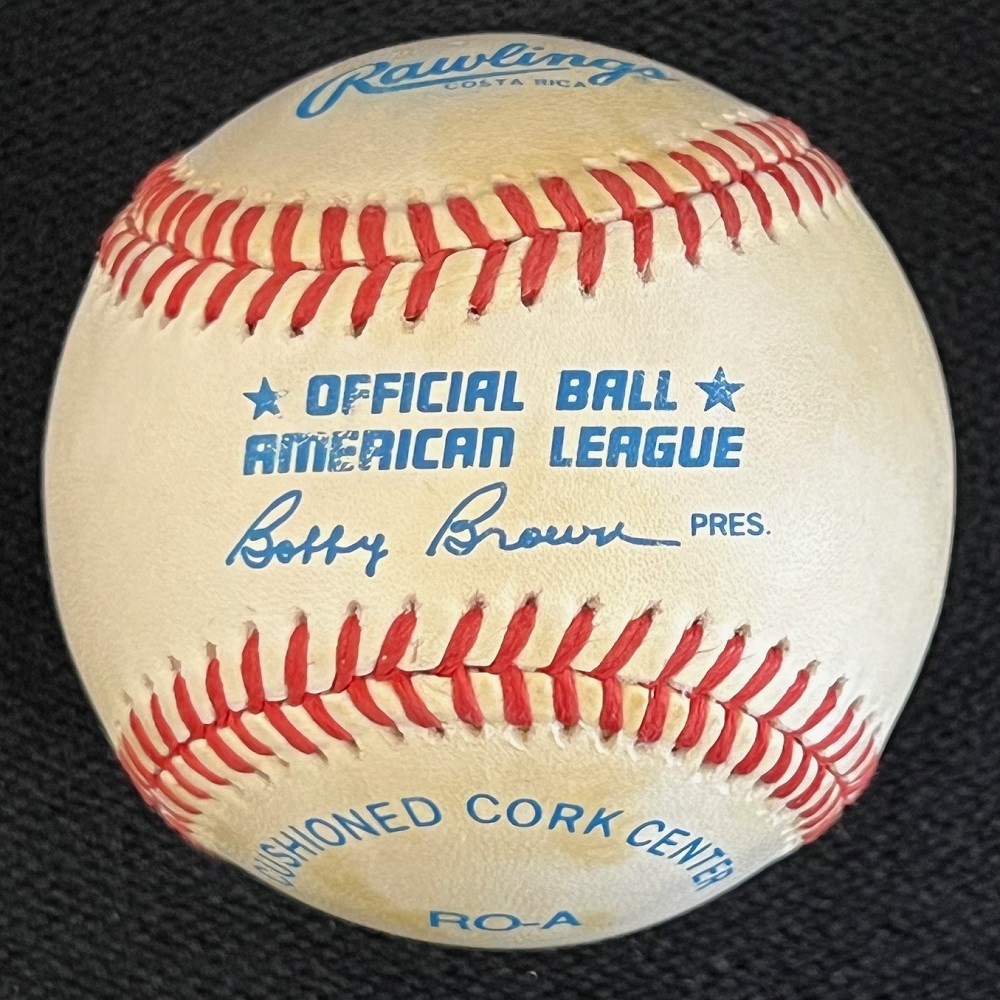 Rawlings
COSTA RICA
★ OFFICIAL BALL ★
AMERICAN LEAGUE
Bobby Brown PRES.
CUSHIONED CORK CENTER
RO-A